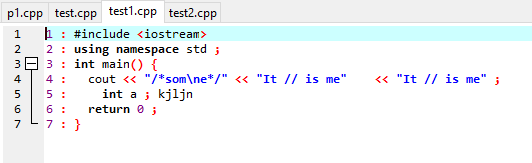 p1.cpp test.cpp test1.cpp test2.cpp
1 1 : #include <iostream>
2 2 : using namespace std ;
3 3 : int main() {
4 4 :   cout << "/*som\ne*/" << "It // is me"    << "It // is me" ;
5 5 :     int a ; kjljn
6 6 :   return 0 ;
7 7 : }